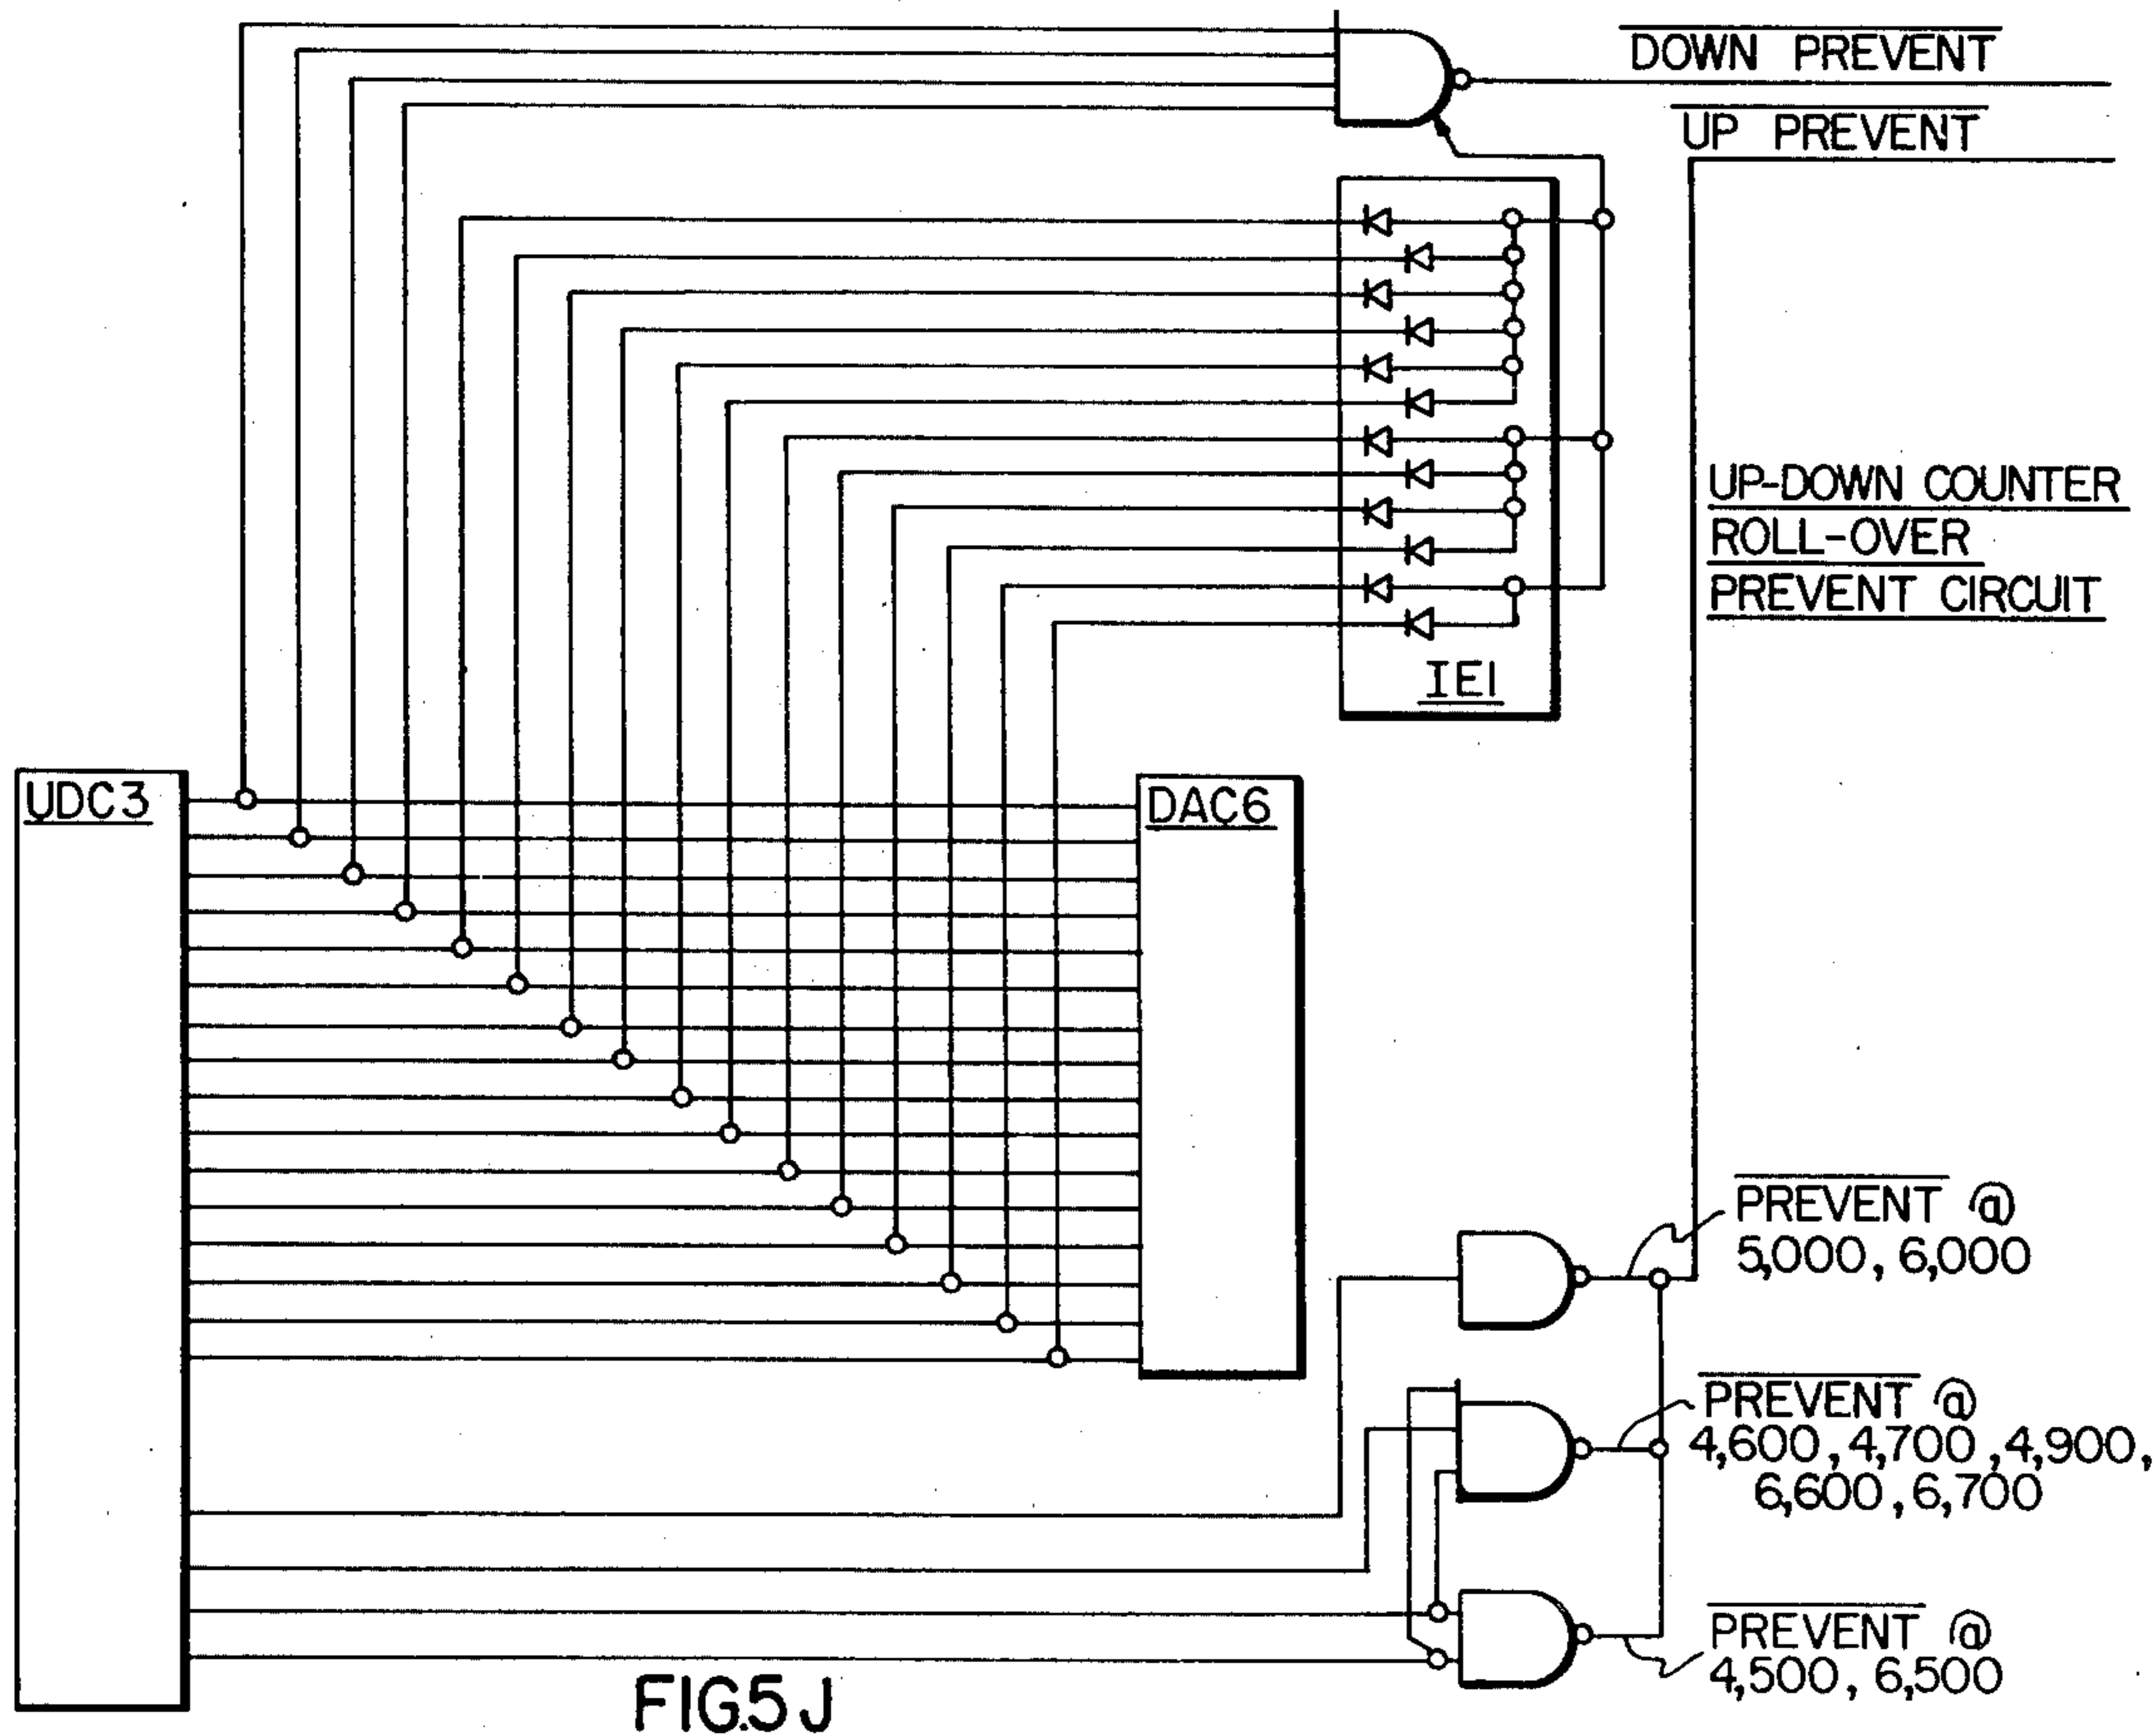 DOWN PREVENT
UP PREVENT
UP-DOWN COUNTER
ROLL-OVER
PREVENT CIRCUIT
IE1
UDC3
DAC6
PREVENT @
5,000, 6,000
PREVENT @
4,600, 4,700, 4,900,
6,600, 6,700
PREVENT @
4,500, 6,500
FIG.5J